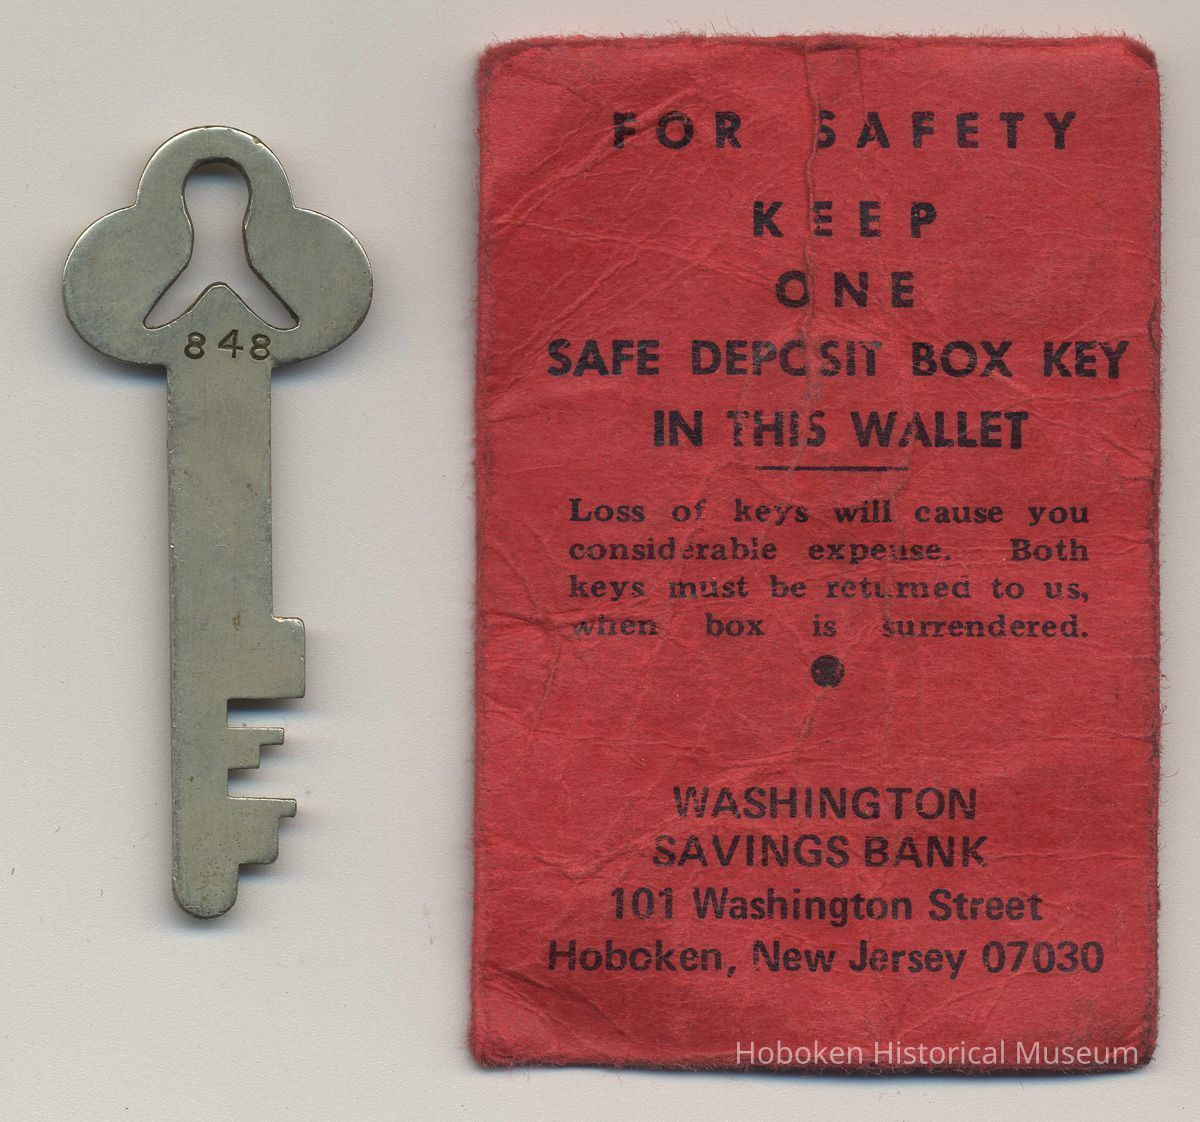 848
FOR SAFETY
KEEP
ONE
SAFE DEPOSIT BOX KEY
IN THIS WALLET
Loss of keys will cause you
considerable expense. Both
keys must be returned to us,
when box is surrendered.
WASHINGTON
SAVINGS BANK
101 Washington Street
Hoboken, New Jersey 07030
Hoboken Historical Museum